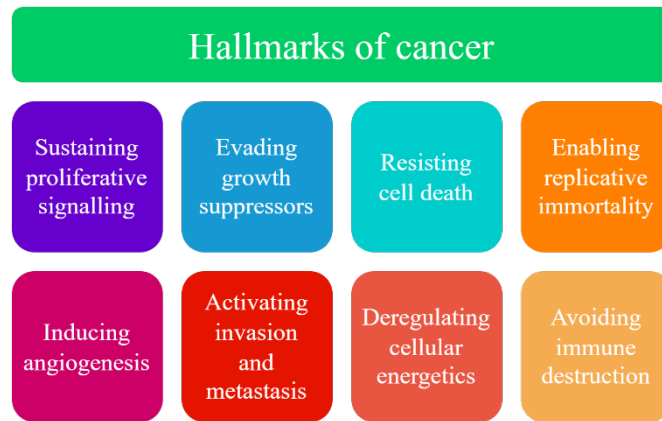 Hallmarks of cancer
Sustaining
proliferative
signalling
Evading
growth
suppressors
Resisting
cell death
Enabling
replicative
immortality
Inducing
angiogenesis
Activating
invasion
and
metastasis
Deregulating
cellular
energetics
Avoiding
immune
destruction